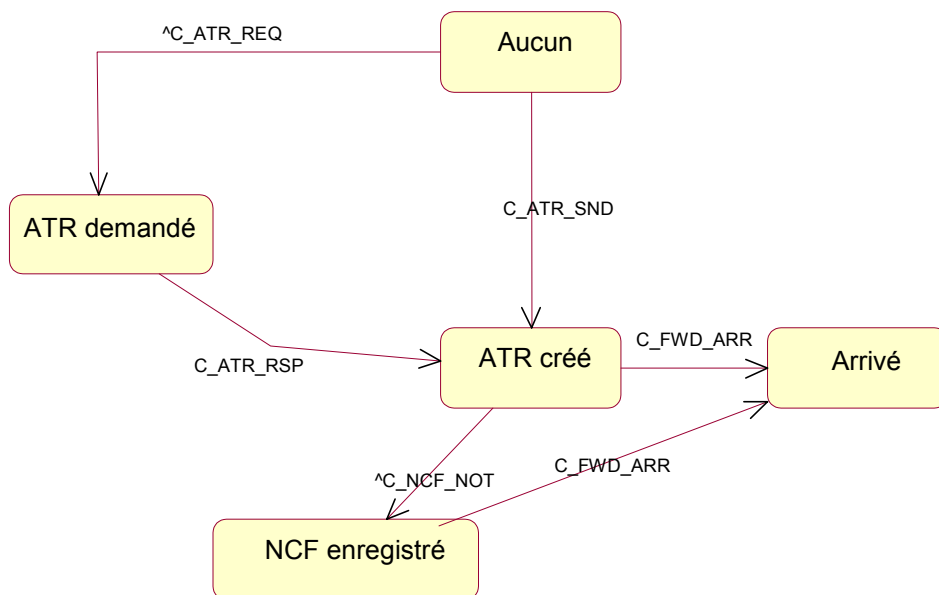 ^C_ATR_REQ
Aucun
C_ATR_SND
ATR demandé
C_ATR_RSP
ATR créé
C_FWD_ARR
Arrivé
^C_NCF_NOT
C_FWD_ARR
NCF enregistré